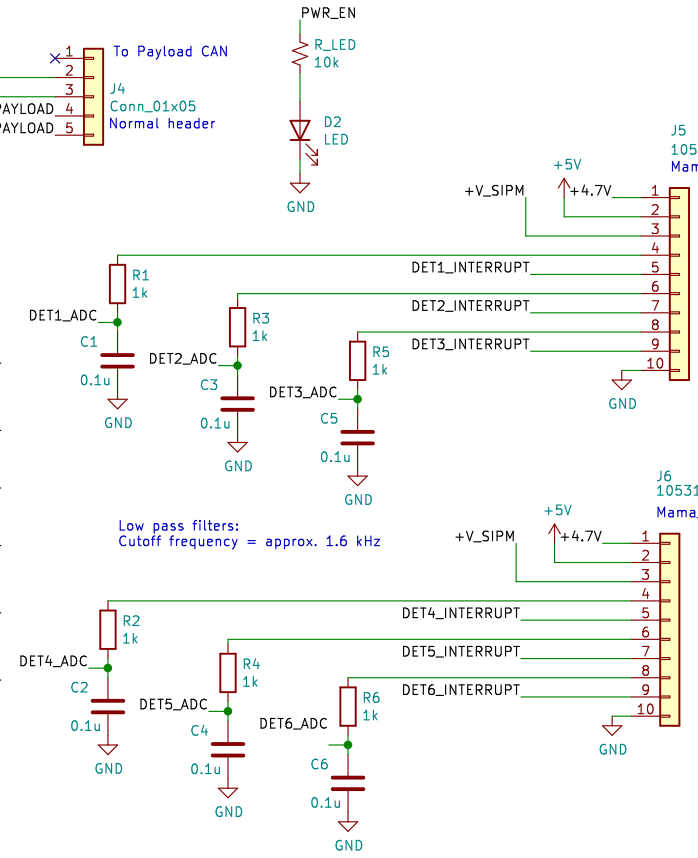 PWR_EN
R_LED
10k
D2
LED
GND
1
2
3
4
5
To Payload CAN
J4
Conn_01x05
Normal header
PAYLOAD
PAYLOAD
J5
105
Mam
+5V
+4.7V
+V_SIPM
1
2
3
4
5
6
7
8
9
10
DET1_INTERRUPT
DET2_INTERRUPT
DET3_INTERRUPT
GND
R1
1k
DET1_ADC
C1
0.1u
GND
R3
1k
DET2_ADC
C3
0.1u
GND
R5
1k
DET3_ADC
C5
0.1u
GND
Low pass filters:
Cutoff frequency = approx. 1.6 kHz
J6
10531
Mama
+5V
+4.7V
+V_SIPM
1
2
3
4
5
6
7
8
9
10
DET4_INTERRUPT
DET5_INTERRUPT
DET6_INTERRUPT
GND
R2
1k
DET4_ADC
C2
0.1u
GND
R4
1k
DET5_ADC
C4
0.1u
GND
R6
1k
DET6_ADC
C6
0.1u
GND